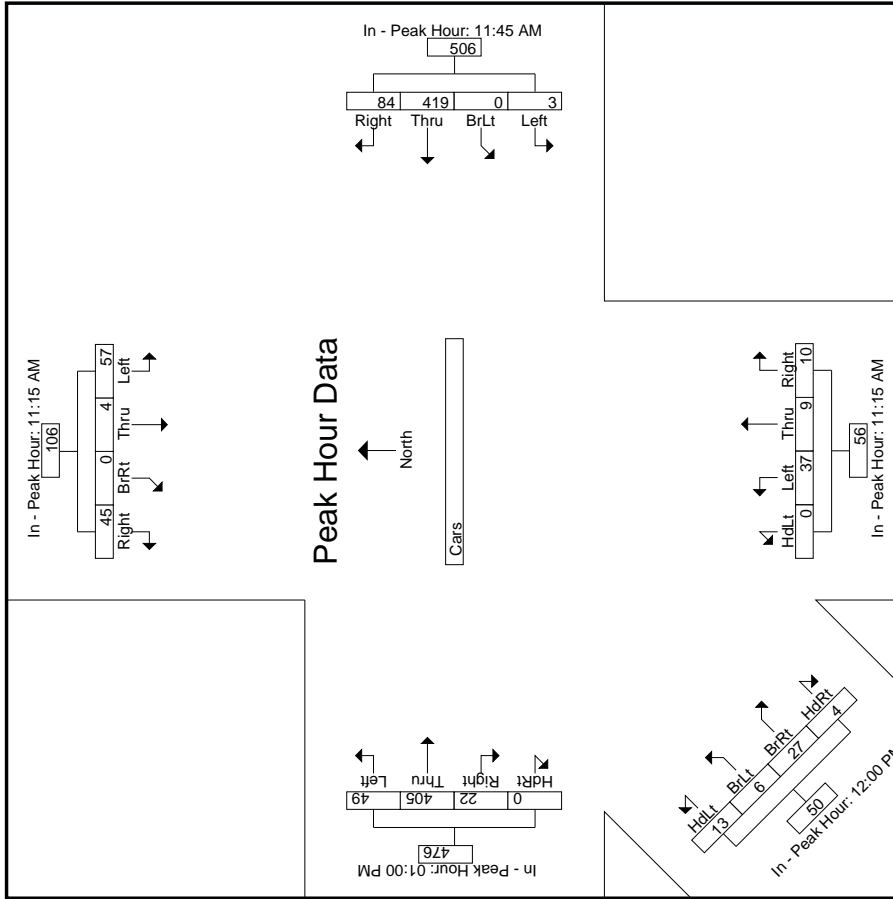 In - Peak Hour: 11:45 AM
506
84 419 0 3
Right Thru BrLt Left
In - Peak Hour: 11:15 AM
106
45 0 4 57
Right BrRt Thru Left
Peak Hour Data
North
Cars
In - Peak Hour: 11:15 AM
56
0 37 9 10
HdLt Left Thru Right
In - Peak Hour: 01:00 PM
476
49 405 22 0
Left Thru Right HdRt
In - Peak Hour: 12:00 PM
50
13 6 27 4
HdLt BrLt BrRt HdRt